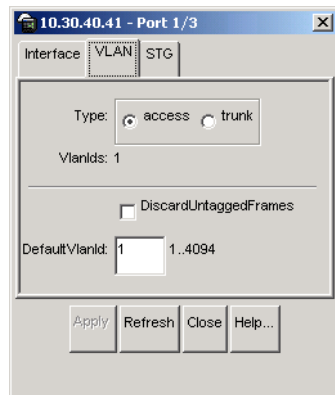 10.30.40.41 - Port 1/3
Interface VLAN STG
Type: access trunk
VlanIds: 1
DiscardUntaggedFrames
DefaultVlanId: 1 1..4094
Apply Refresh Close Help...